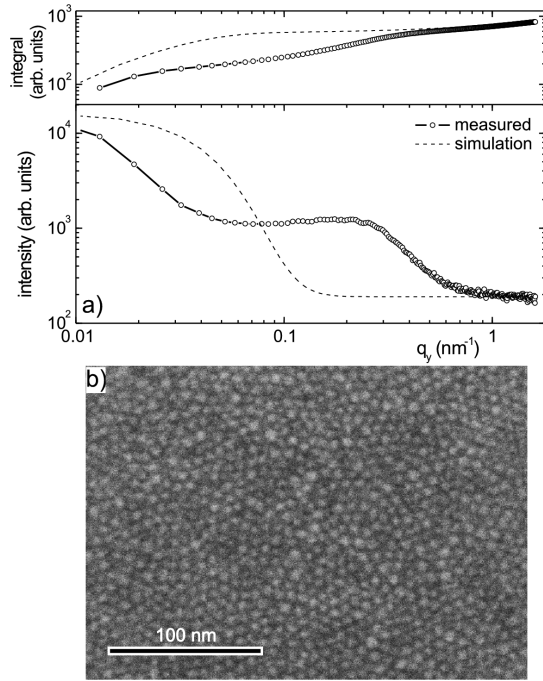 integral
(arb. units)
10³
10²
intensity (arb. units)
10⁴
10³
10²
measured
simulation
a)
0.01
0.1
1
q_y (nm⁻¹)
b)
100 nm